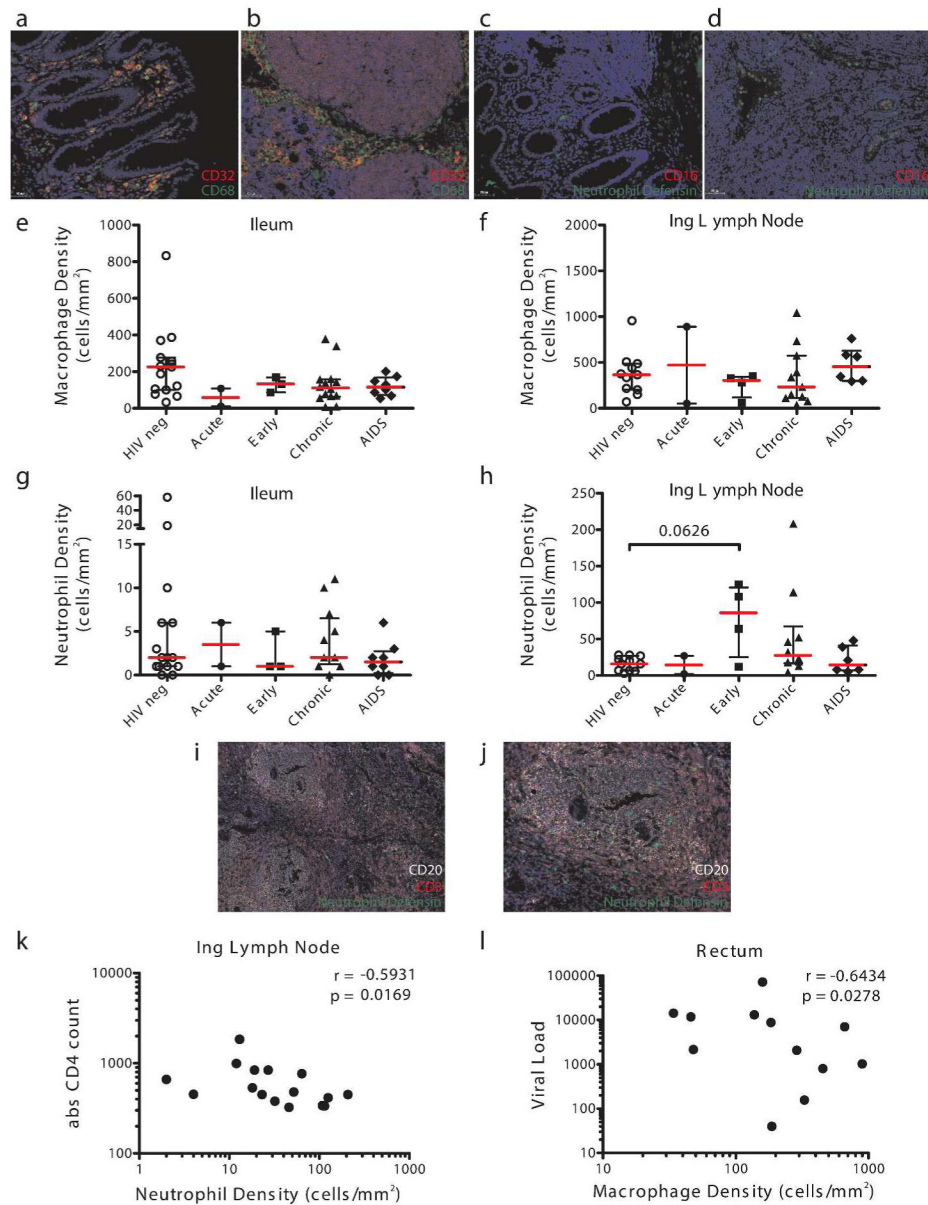 a
b
c
d
CD32
CD68
CD32
CD68
CD16
Neutrophil Defensin
CD16
Neutrophil Defensin
e
Ileum
Macrophage Density
(cells/mm²)
1000
800
600
400
200
0
HIV neg
Acute
Early
Chronic
AIDS
f
Ing L ymph Node
Macrophage Density
(cells/mm²)
2000
1500
1000
500
0
HIV neg
Acute
Early
Chronic
AIDS
g
Ileum
Neutrophil Density
(cells/mm²)
60
50
40
30
20
15
10
5
0
HIV neg
Acute
Early
Chronic
AIDS
h
Ing L ymph Node
Neutrophil Density
(cells/mm²)
250
200
150
100
50
0
0.0626
HIV neg
Acute
Early
Chronic
AIDS
i
CD20
CD3
Neutrophil Defensin
j
CD20
CD3
Neutrophil Defensin
k
Ing Lymph Node
r = -0.5931
p = 0.0169
abs CD4 count
10000
1000
100
1 10 100 1000
Neutrophil Density (cells/mm²)
l
Rectum
r = -0.6434
p = 0.0278
Viral Load
100000
10000
1000
100
10
10 100 1000
Macrophage Density (cells/mm²)